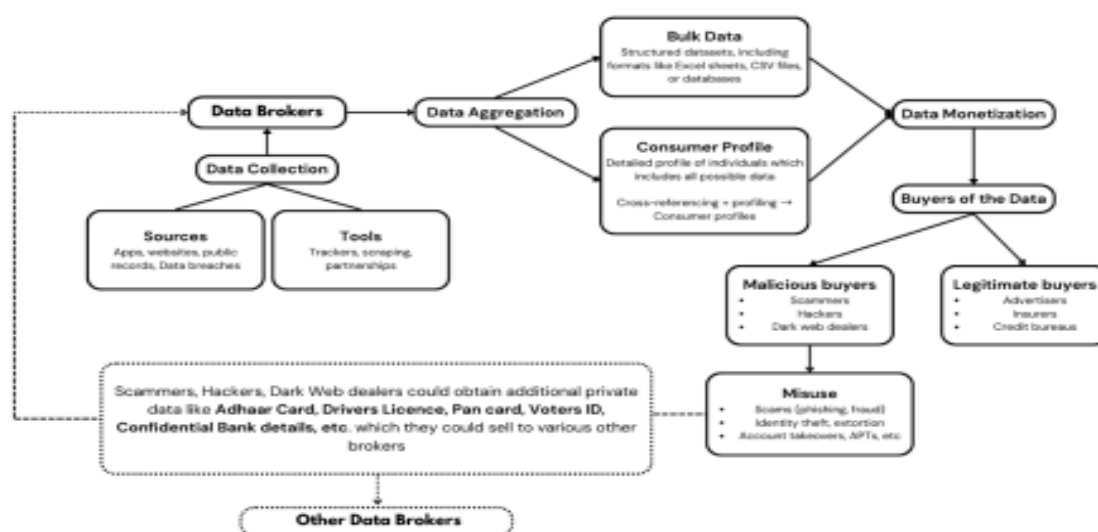 Bulk Data
Structured datasets, including
formats like Excel sheets, CSV files,
or databases
Data Brokers
Data Aggregation
Data Monetization
Data Collection
Consumer Profile
Detailed profile of individuals which
includes all possible data
Cross-referencing + profiling →
Consumer profiles
Buyers of the Data
Sources
Apps, websites, public
records, Data breaches
Tools
Trackers, scraping,
partnerships
Malicious buyers
• Scammers
• Hackers
• Dark web dealers
Legitimate buyers
• Advertisers
• Insurers
• Credit bureaus
Scammers, Hackers, Dark Web dealers could obtain additional private
data like Adhaar Card, Drivers Licence, Pan card, Voters ID,
Confidential Bank details, etc. which they could sell to various other
brokers
Misuse
• Scams (phishing, fraud)
• Identity theft, extortion
• Account takeovers, APTs, etc
Other Data Brokers